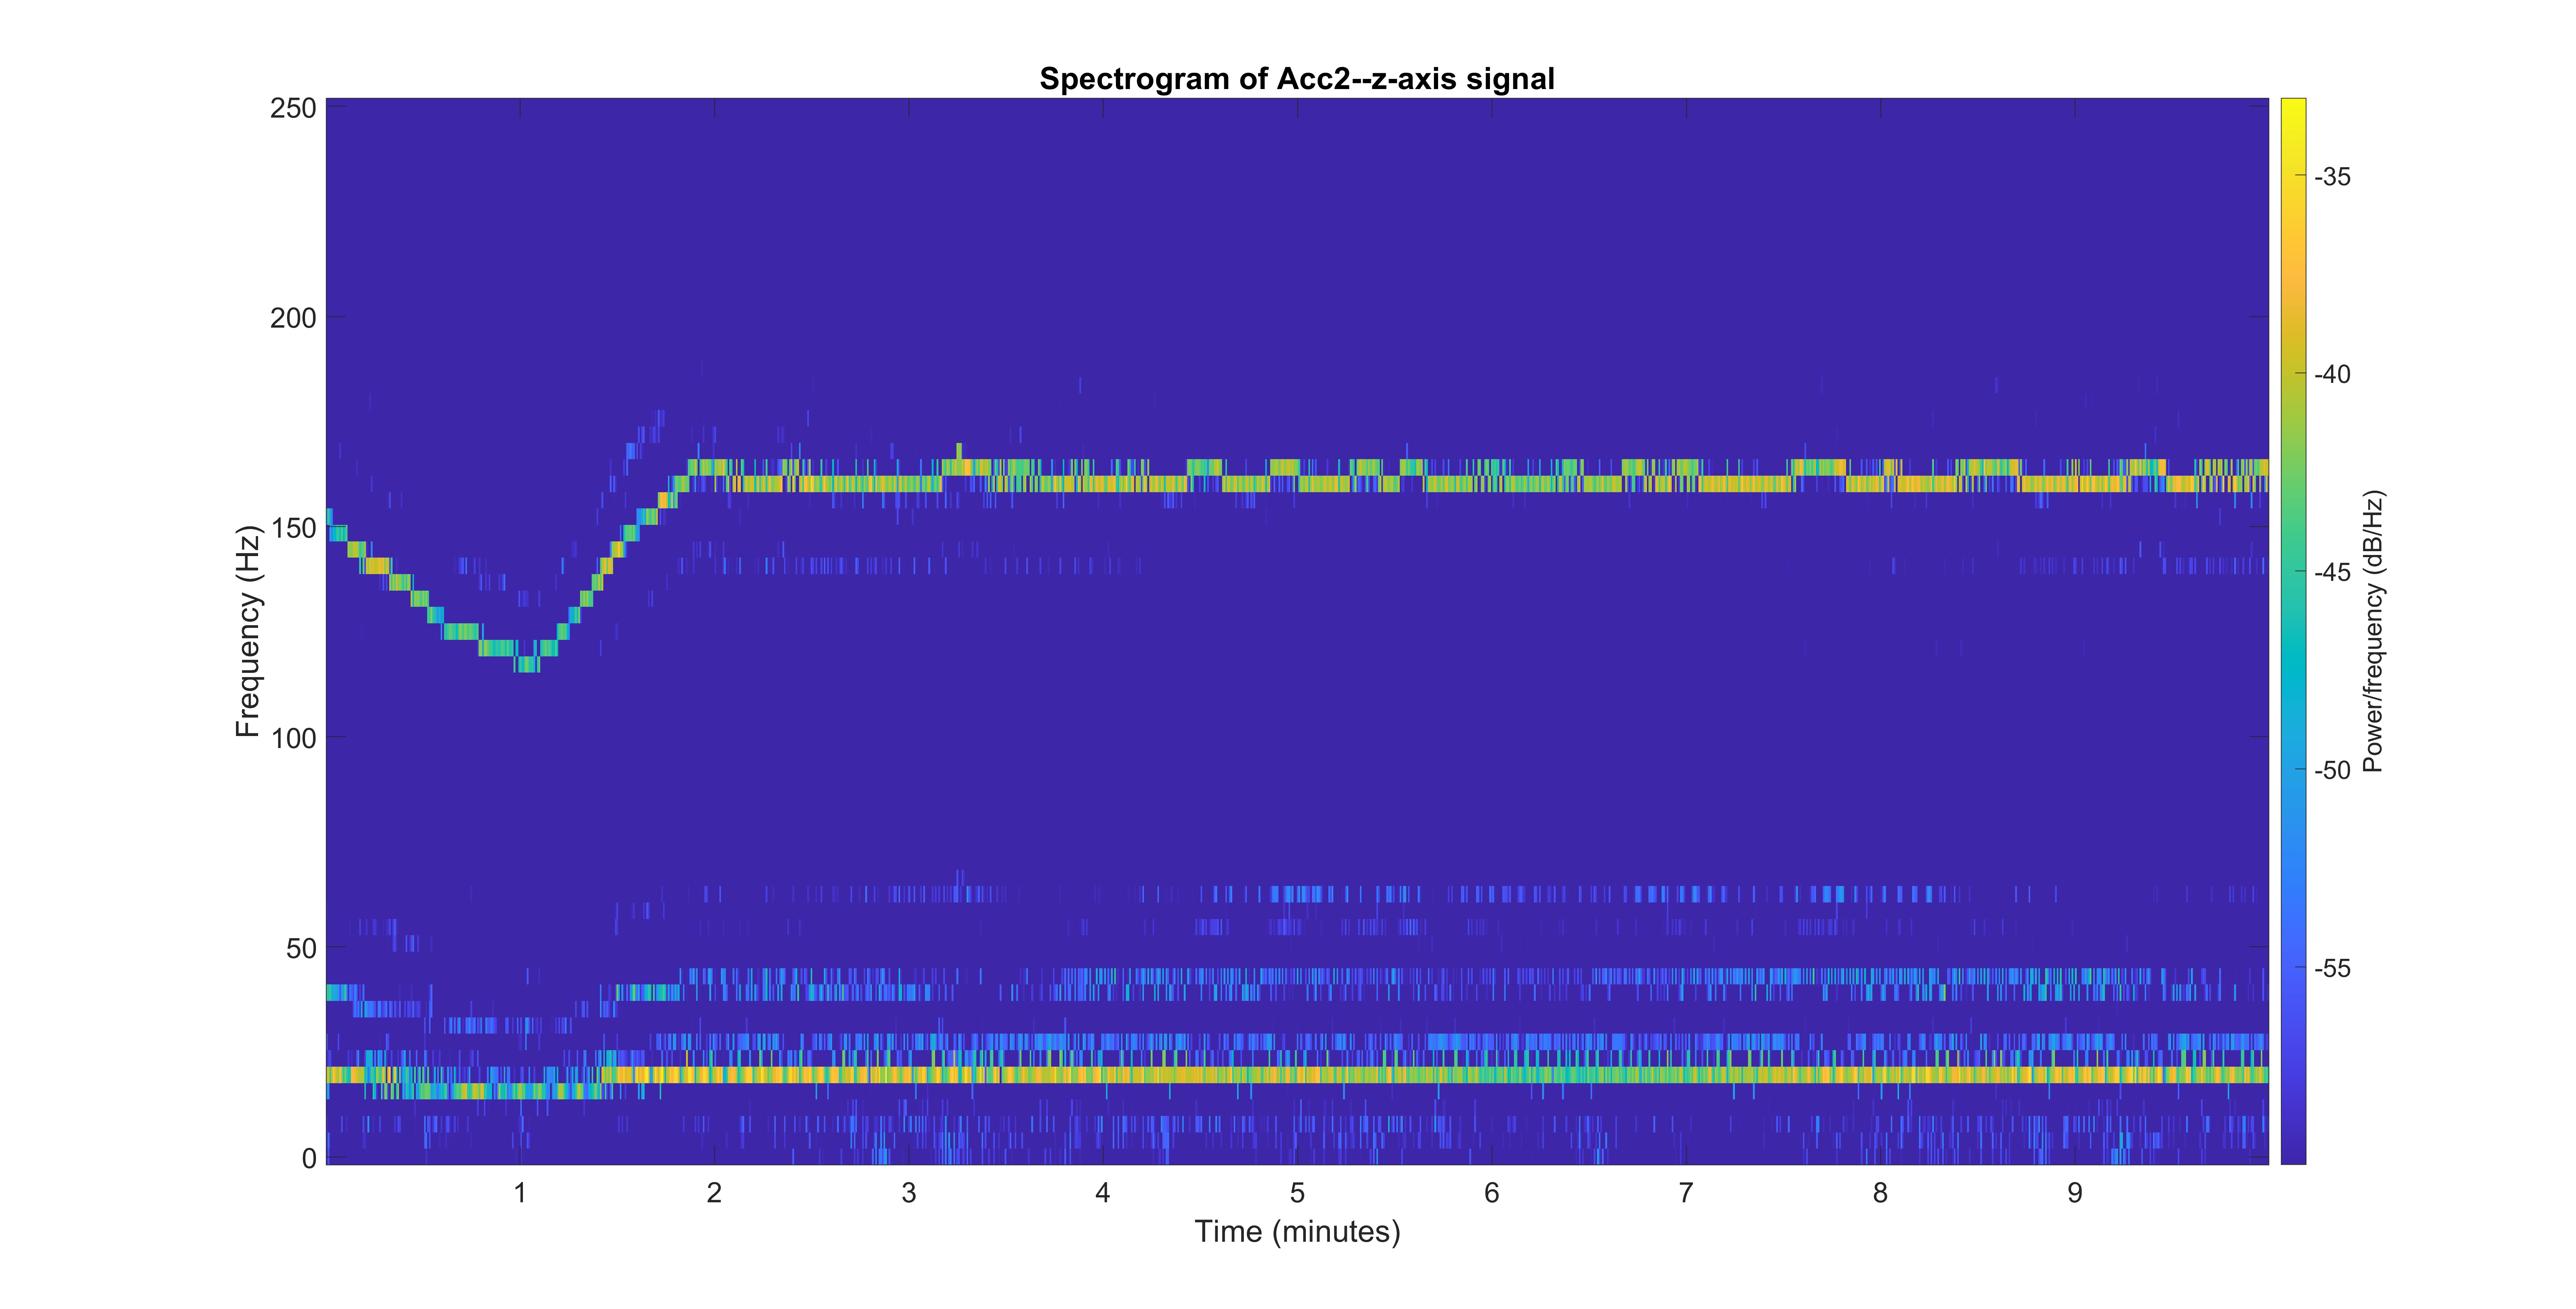 Spectrogram of Acc2--z-axis signal
250
200
150
100
50
0
Frequency (Hz)
1 2 3 4 5 6 7 8 9
Time (minutes)
-35
-40
-45
-50
-55
Power/frequency (dB/Hz)